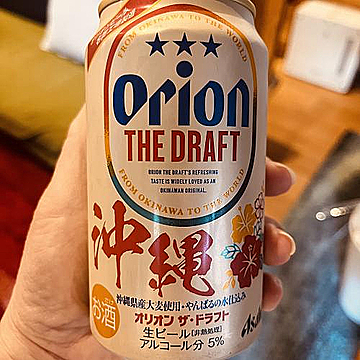 FROM OKINAWA TO THE WORLD
Orion
THE DRAFT
ORION THE DRAFT'S REFRESHING
TASTE IS WIDELY LOVED AS AN
OKINAWAN ORIGINAL.
FROM OKINAWA TO THE WORLD
沖縄
お酒
沖縄県産大麦使用・やんばるの水仕込み
オリオン ザ・ドラフト
生ビール(非熱処理)
アルコール分 5%